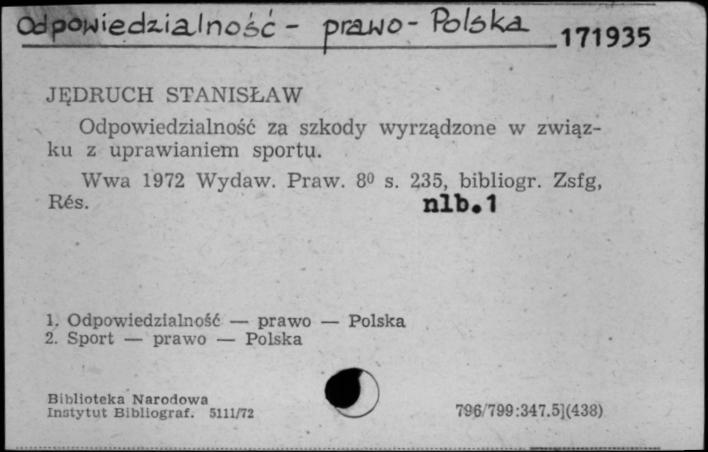 Odpowiedzialność - prawo - Polska
171935
JĘDRUCH STANISŁAW
Odpowiedzialność za szkody wyrządzone w związ-
ku z uprawianiem sportu.
Wwa 1972 Wydaw. Praw. 8⁰ s. 235, bibliogr. Zsfg,
Rés.
nlb.1
1. Odpowiedzialność — prawo — Polska
2. Sport — prawo — Polska
Biblioteka Narodowa
Instytut Bibliograf. 5111/72
796/799:347.5](438)